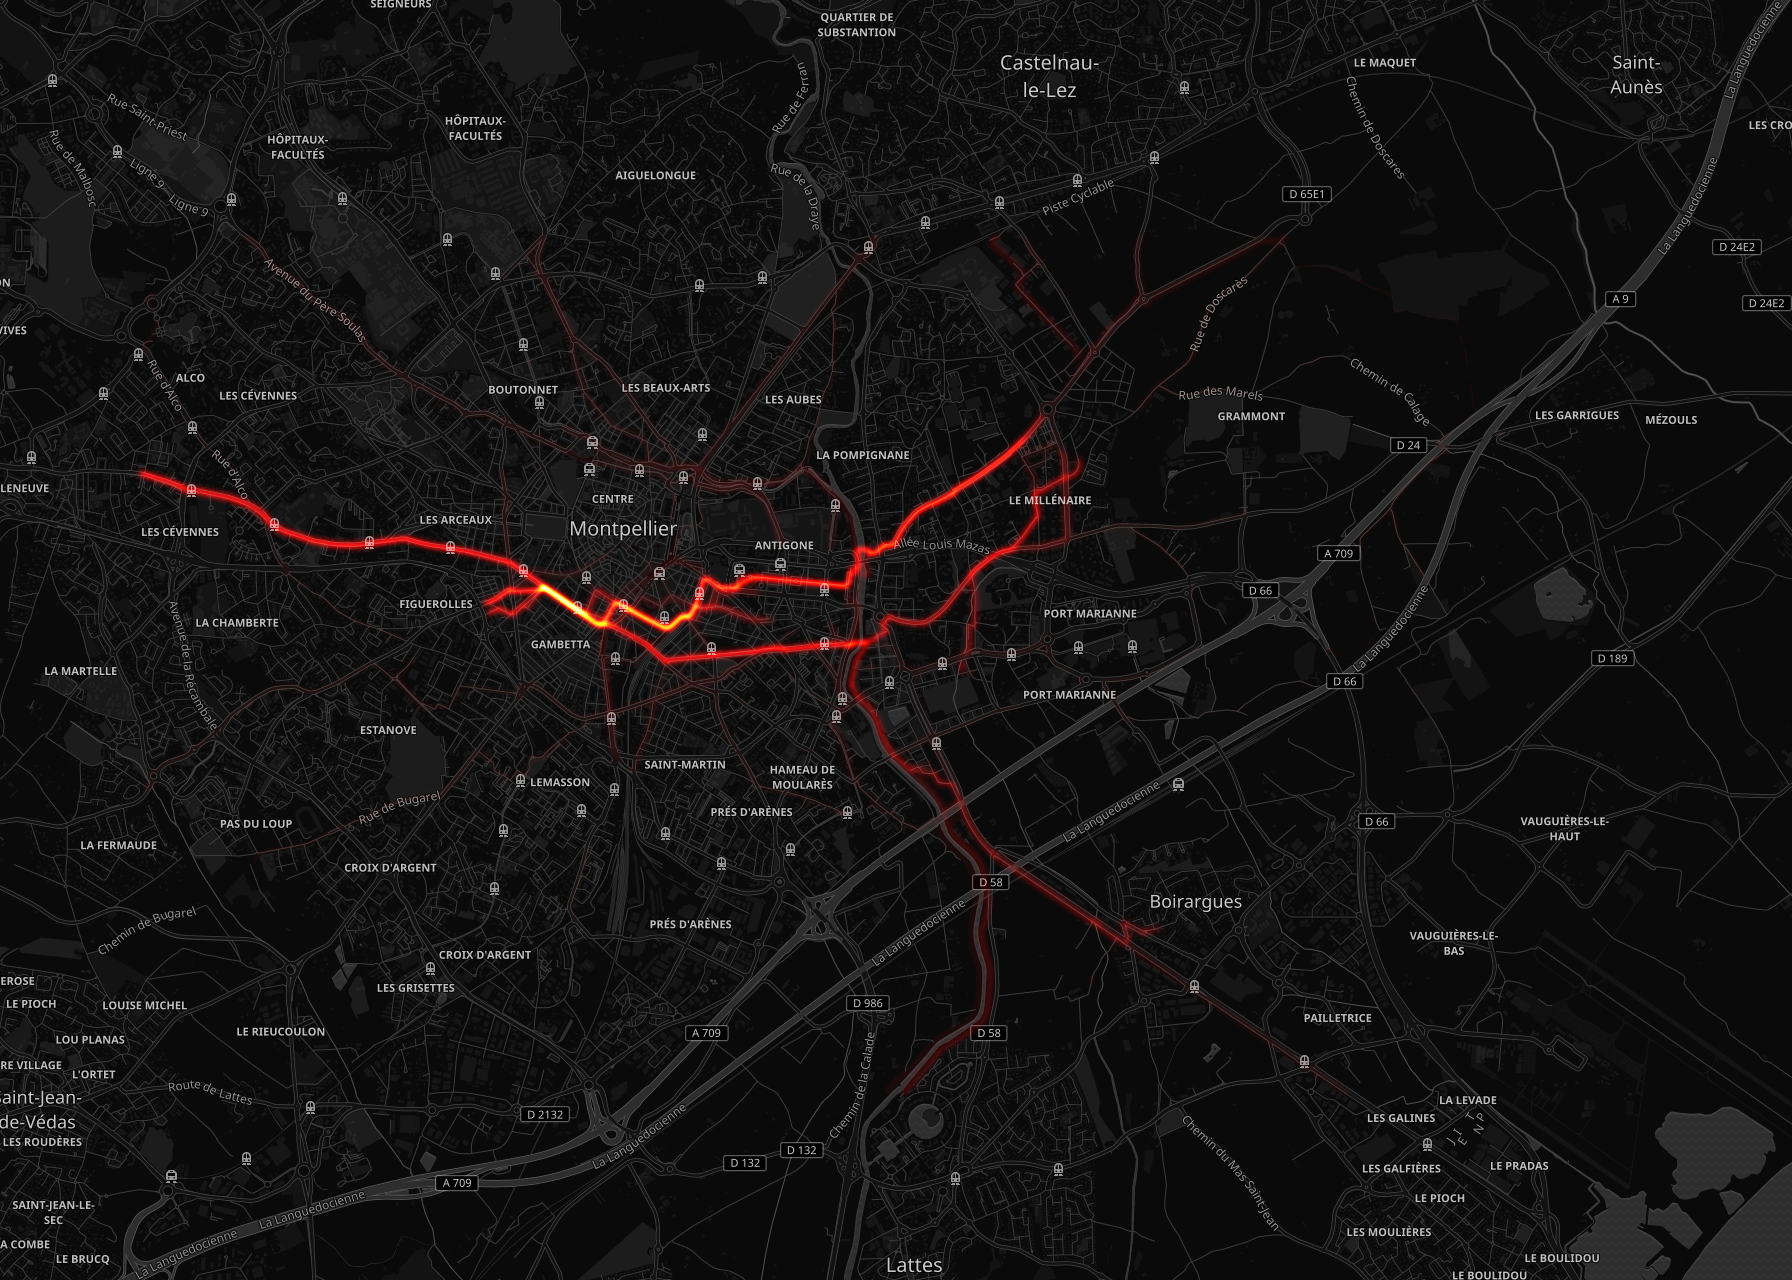 SEIGNEURS
QUARTIER DE
SUBSTANTION
Castelnau-
le-Lez
LE MAQUET
Saint-
Aunès
La Languedocienne
Rue de Ferran
Rue Saint-Priest
HÔPITAUX-
FACULTÉS
HÔPITAUX-
FACULTÉS
Chemin de Doscares
LES CRO
Rue de Malbosc
Ligne 9
Ligne 9
AIGUELONGUE
Rue de la Draye
Piste Cyclable
D 65E1
La Languedocienne
La Languedocienne
D 24E2
ON
Avenue du Père Soulas
A 9
D 24E2
VIVES
Rue de Doscares
ALCO
Rue d'Alco
LES CÉVENNES
BOUTONNET
LES BEAUX-ARTS
LES AUBES
Rue des Marels
Chemin de Calage
GRAMMONT
LES GARRIGUES
MÉZOULS
D 24
LA POMPIGNANE
Rue d'Alco
LENEUVE
CENTRE
LE MILLÉNAIRE
LES CÉVENNES
LES ARCEAUX
Montpellier
ANTIGONE
Allée Louis Mazas
A 709
D 66
FIGUEROLLES
LA CHAMBERTE
PORT MARIANNE
GAMBETTA
Avenue de la Recambale
La Languedocienne
D 189
LA MARTELLE
D 66
PORT MARIANNE
ESTANOVE
SAINT-MARTIN
HAMEAU DE
MOULARÈS
LEMASSON
Rue de Bugarel
PRÉS D'ARÈNES
La Languedocienne
PAS DU LOUP
D 66
VAUGUIÈRES-LE-
HAUT
LA FERMAUDE
CROIX D'ARGENT
D 58
Boirargues
Chemin de Bugarel
PRÉS D'ARÈNES
La Languedocienne
VAUGUIÈRES-LE-
BAS
CROIX D'ARGENT
EROSE
LES GRISETTES
LE PIOCH
LOUISE MICHEL
D 986
PAILLETRICE
LE RIEUCOULON
A 709
D 58
LOU PLANAS
RE VILLAGE
L'ORTET
Chemin de la Calade
Route de Lattes
Saint-Jean-
de-Védas
D 2132
LA LEVADE
LES GALINES
LES ROUDÈRES
La Languedocienne
D 132
D 132
Chemin du Mas Saint-Jean
LES GALFIÈRES
LE PRADAS
A 709
LE PIOCH
SAINT-JEAN-LE-
SEC
La Languedocienne
LES MOULIÈRES
A COMBE
LE BRUCQ
La Languedocienne
Lattes
LE BOULIDOU
LE BOULIDOU